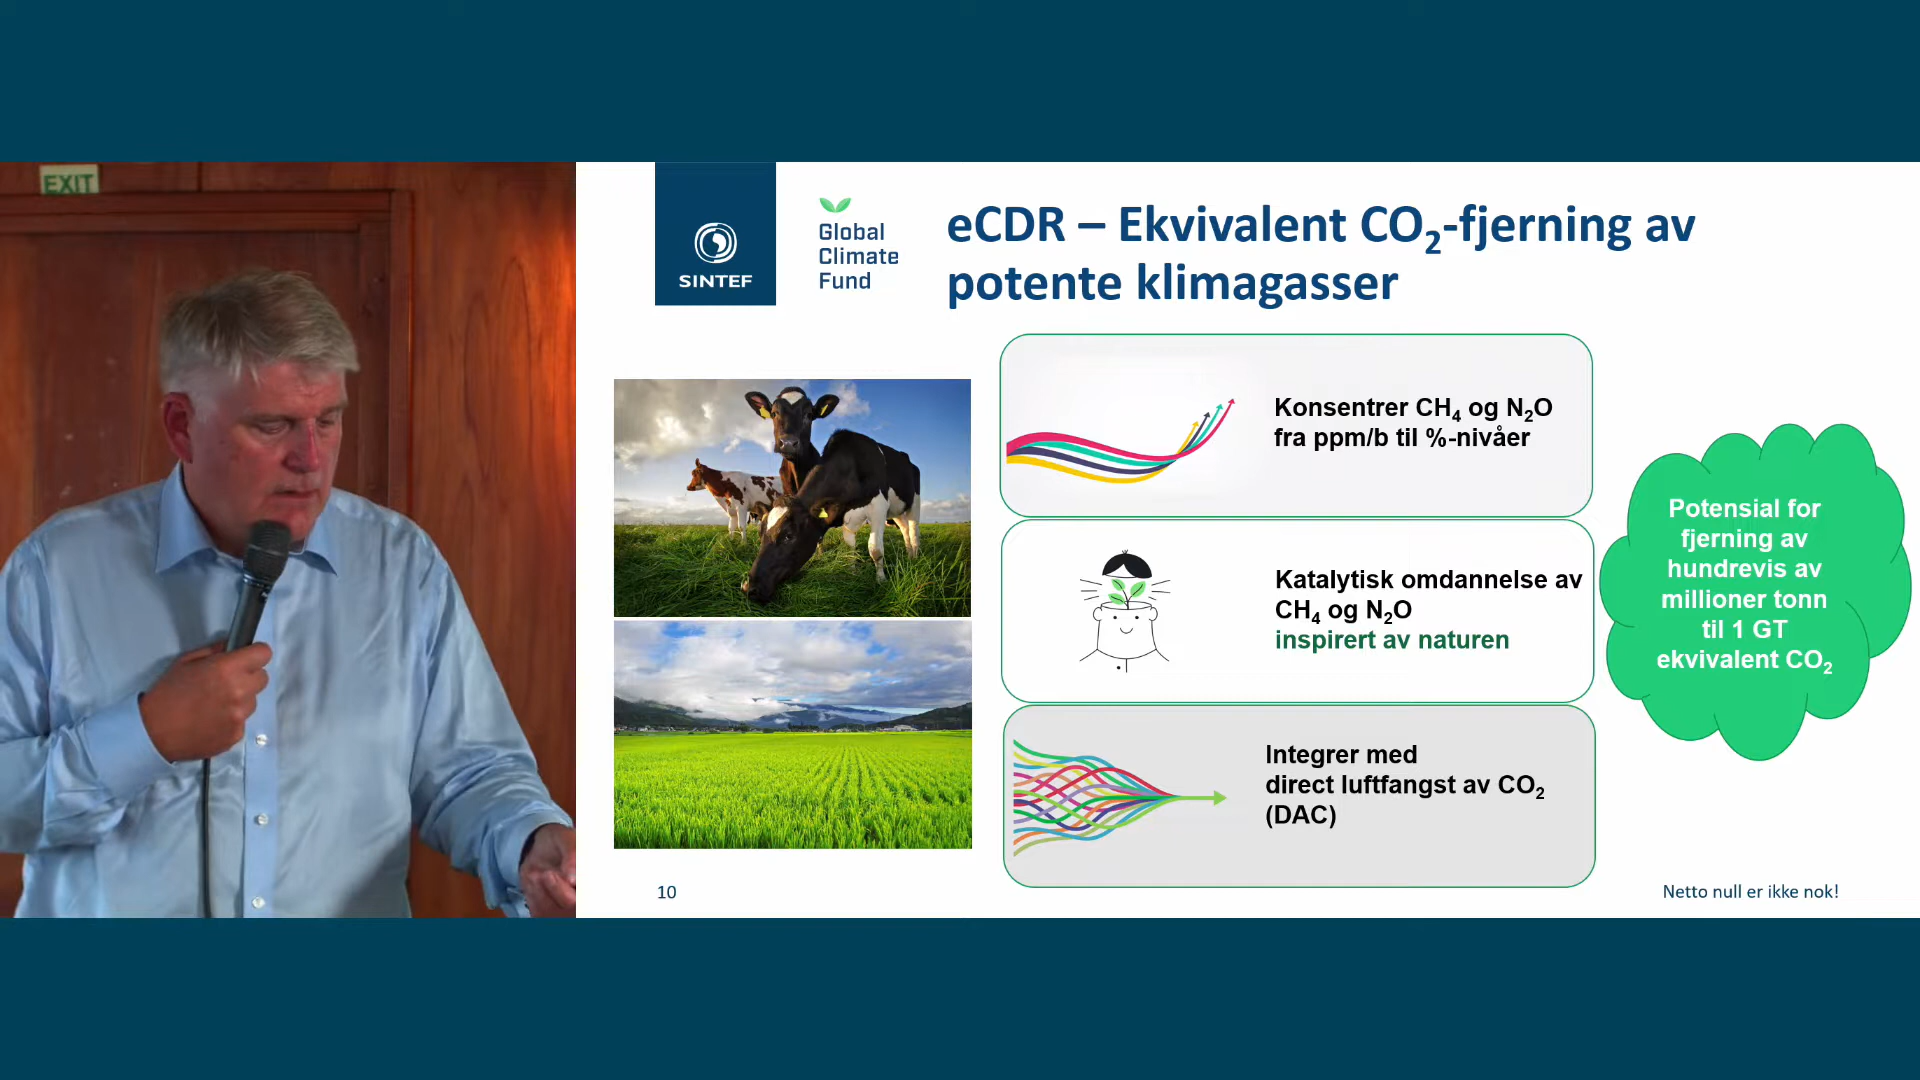 EXIT
SINTEF
Global
Climate
Fund
eCDR – Ekvivalent CO₂-fjerning av
potente klimagasser
Konsentrer CH₄ og N₂O
fra ppm/b til %-nivåer
Katalytisk omdannelse av
CH₄ og N₂O
inspirert av naturen
Integrer med
direct luftfangst av CO₂
(DAC)
Potensial for
fjerning av
hundrevis av
millioner tonn
til 1 GT
ekvivalent CO₂
10
Netto null er ikke nok!